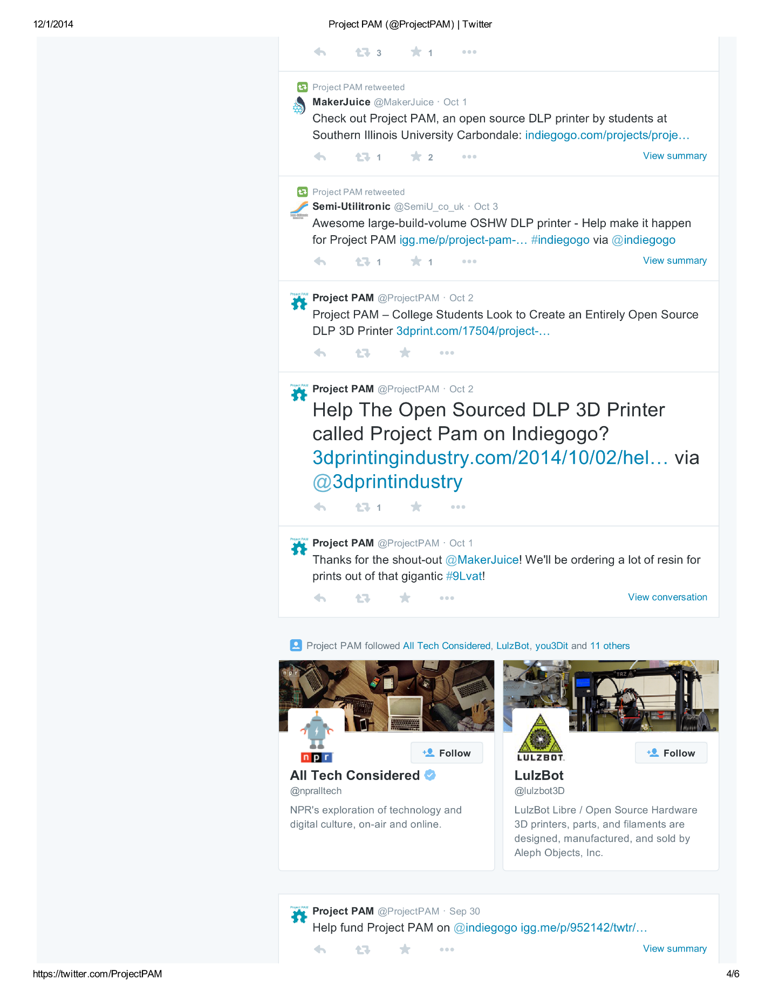 12/1/2014
Project PAM (@ProjectPAM) | Twitter
3 1
Project PAM retweeted
MakerJuice @MakerJuice · Oct 1
Check out Project PAM, an open source DLP printer by students at
Southern Illinois University Carbondale: indiegogo.com/projects/proje…
1 2
View summary
Project PAM retweeted
Semi-Utilitronic @SemiU_co_uk · Oct 3
Awesome large-build-volume OSHW DLP printer - Help make it happen
for Project PAM igg.me/p/project-pam-… #indiegogo via @indiegogo
1 1
View summary
Project PAM
Project PAM @ProjectPAM · Oct 2
Project PAM – College Students Look to Create an Entirely Open Source
DLP 3D Printer 3dprint.com/17504/project-…
Project PAM
Project PAM @ProjectPAM · Oct 2
Help The Open Sourced DLP 3D Printer
called Project Pam on Indiegogo?
3dprintingindustry.com/2014/10/02/hel… via
@3dprintindustry
1
Project PAM
Project PAM @ProjectPAM · Oct 1
Thanks for the shout-out @MakerJuice! We'll be ordering a lot of resin for
prints out of that gigantic #9Lvat!
View conversation
Project PAM followed All Tech Considered, LulzBot, you3Dit and 11 others
npr
TAZ
npr
Follow
LULZBOT
Follow
All Tech Considered
@npralltech
NPR's exploration of technology and
digital culture, on-air and online.
LulzBot
@lulzbot3D
LulzBot Libre / Open Source Hardware
3D printers, parts, and filaments are
designed, manufactured, and sold by
Aleph Objects, Inc.
Project PAM
Project PAM @ProjectPAM · Sep 30
Help fund Project PAM on @indiegogo igg.me/p/952142/twtr/…
View summary
https://twitter.com/ProjectPAM
4/6